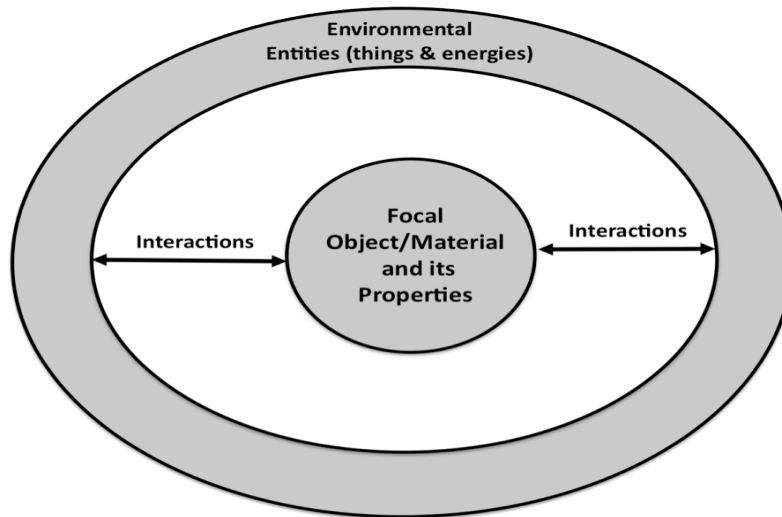 Environmental
Entities (things & energies)
Interactions
Focal
Object/Material
and its
Properties
Interactions